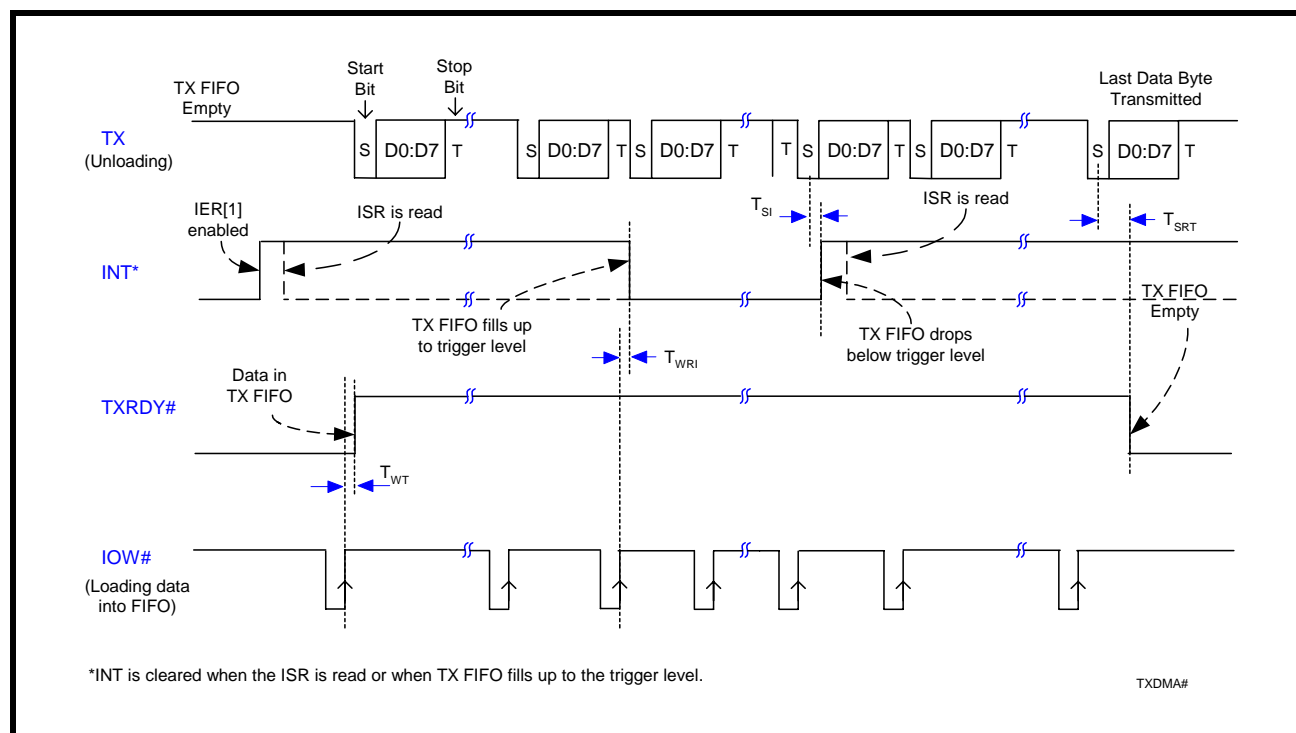 TX FIFO
Empty
Start
Bit
Stop
Bit
Last Data Byte
Transmitted
TX
(Unloading)
S D0:D7 T S D0:D7 T S D0:D7 T T S D0:D7 T S D0:D7 T S D0:D7 T
IER[1]
enabled
ISR is read
TSI
ISR is read
TSRT
INT*
TX FIFO fills up
to trigger level
TX FIFO drops
below trigger level
TX FIFO
Empty
TWRI
Data in
TX FIFO
TXRDY#
TWT
IOW#
(Loading data
into FIFO)
*INT is cleared when the ISR is read or when TX FIFO fills up to the trigger level.
TXDMA#